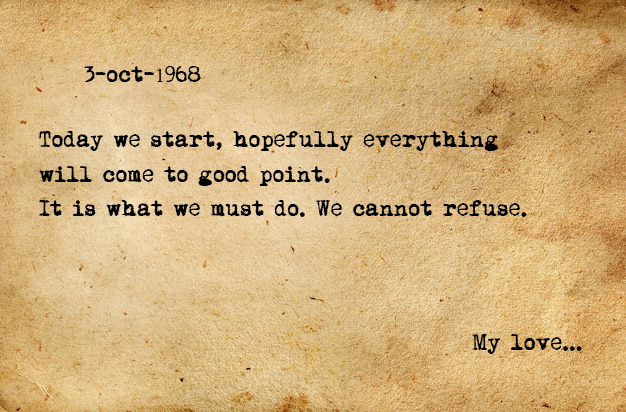 3-oct-1968
Today we start, hopefully everything
will come to good point.
It is what we must do. We cannot refuse.
My love...